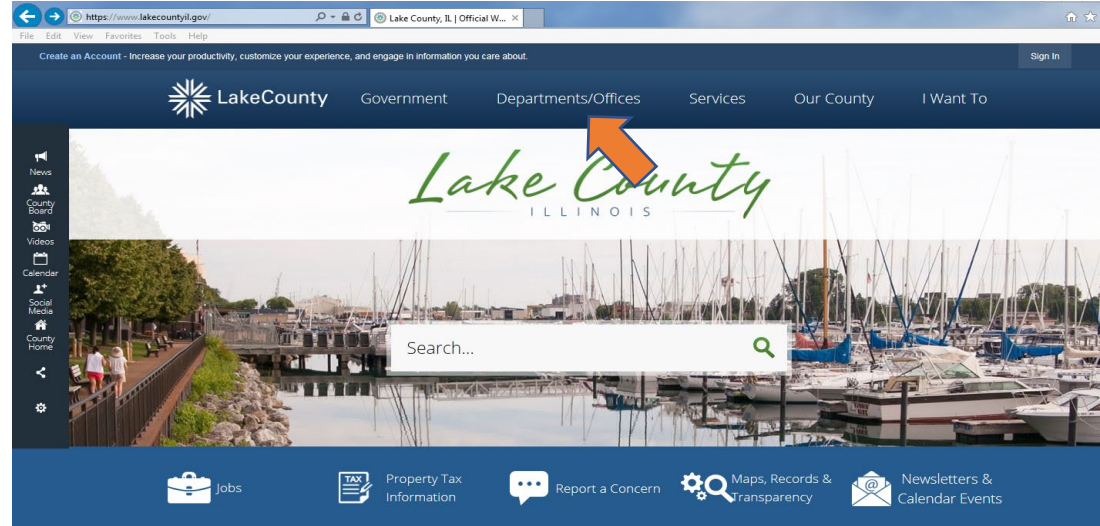 https://www.lakecountyil.gov/
Lake County, IL | Official W...
File Edit View Favorites Tools Help
Create an Account - Increase your productivity, customize your experience, and engage in information you care about.
Sign In
LakeCounty
Government
Departments/Offices
Services
Our County
I Want To
News
County
Board
Videos
Calendar
Social
Media
County
Home
Lake County
ILLINOIS
Search...
Jobs
TAX
Property Tax
Information
Report a Concern
Maps, Records &
Transparency
@
Newsletters &
Calendar Events